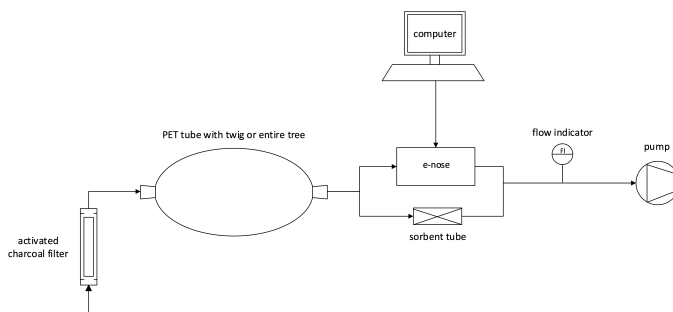 computer
PET tube with twig or entire tree
flow indicator
FI
pump
e-nose
sorbent tube
activated
charcoal filter